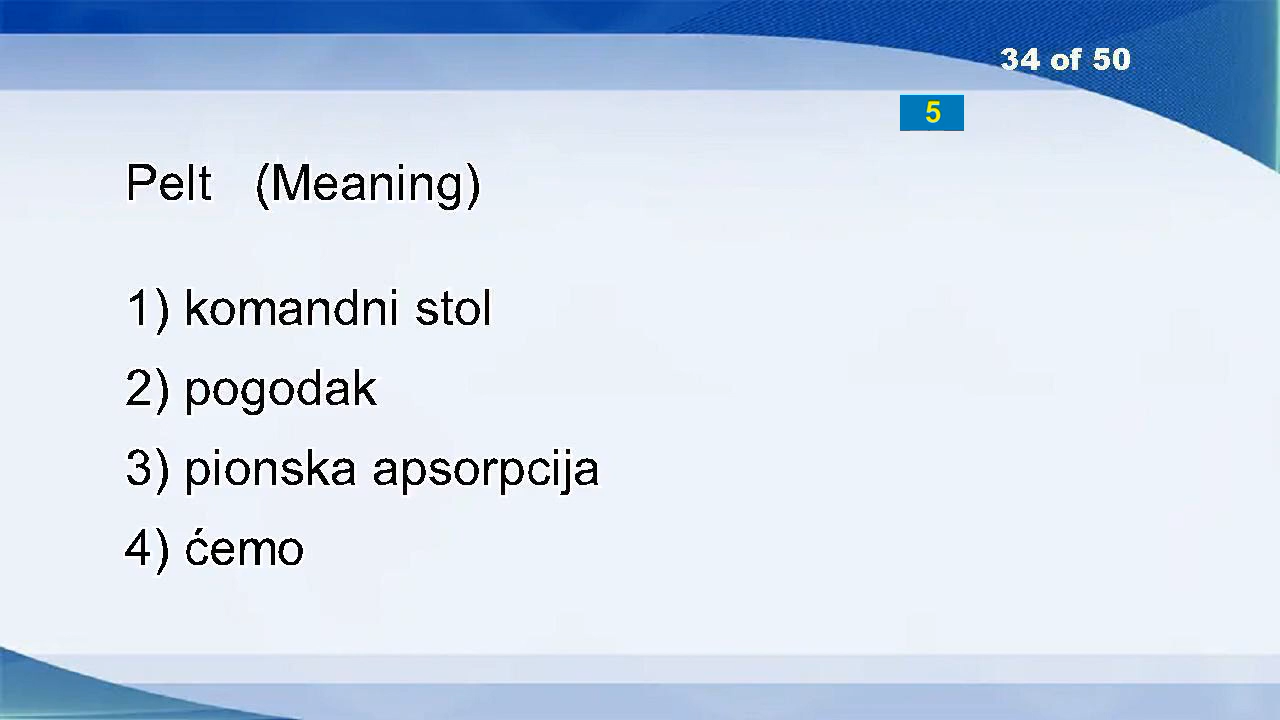 34 of 50
5
Pelt (Meaning)
1) komandni stol
2) pogodak
3) pionska apsorpcija
4) ćemo